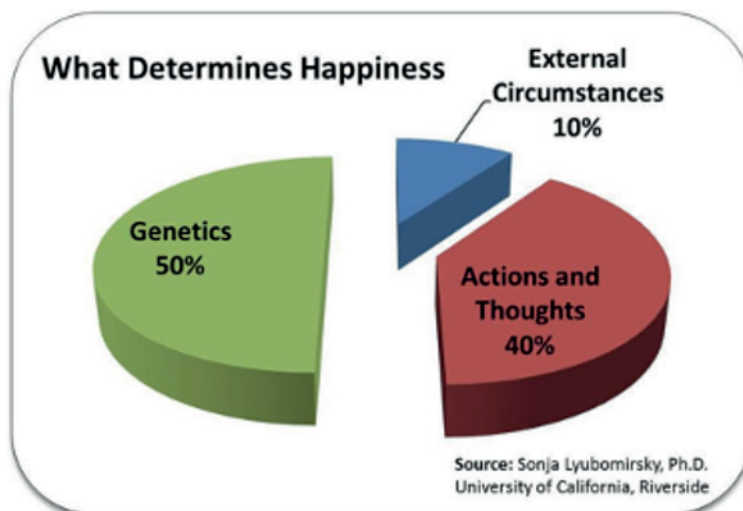 What Determines Happiness
External
Circumstances
10%
Genetics
50%
Actions and
Thoughts
40%
Source: Sonja Lyubomirsky, Ph.D.
University of California, Riverside